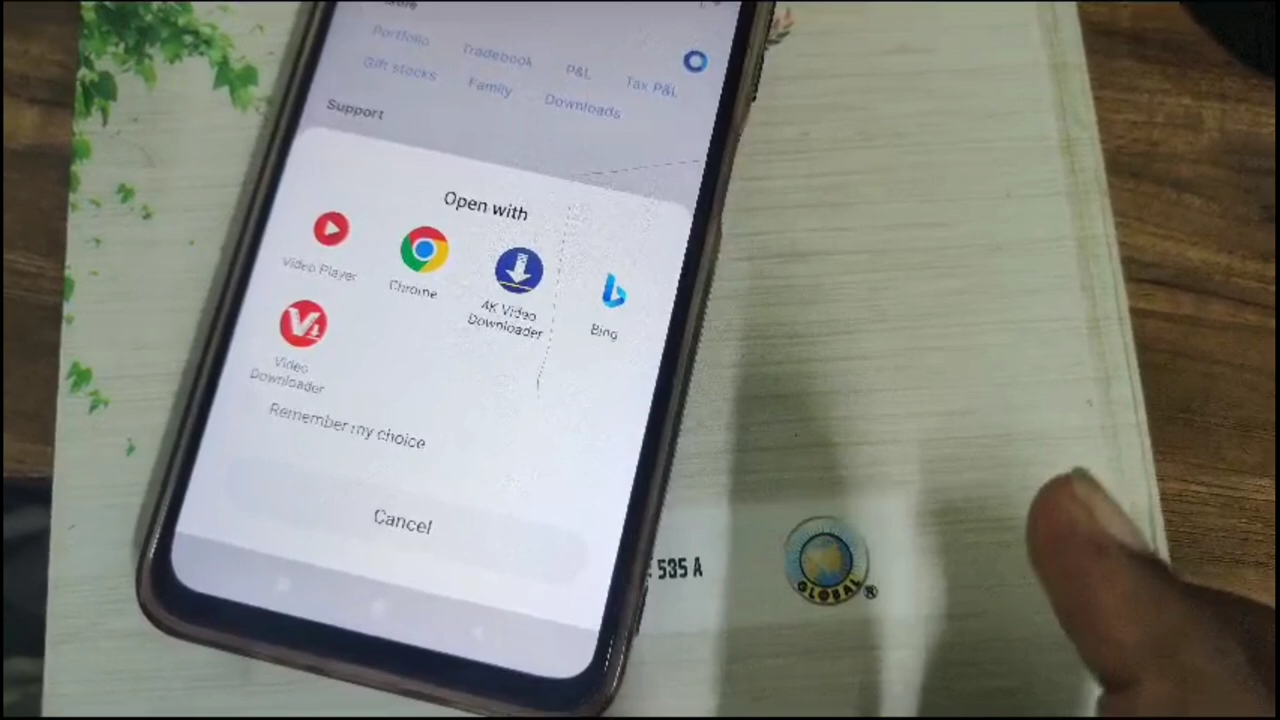 Portfolio Tradebook P&L Tax P&L
Gift stocks Family Downloads
Support
Open with
Video Player
Chrome
4K Video
Downloader
Bing
Video
Downloader
Remember my choice
Cancel
535 A
GLOBAL
®